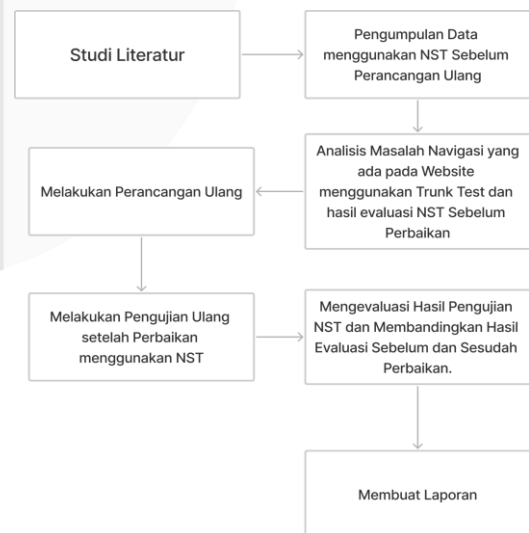 Studi Literatur
Pengumpulan Data
menggunakan NST Sebelum
Perancangan Ulang
Analisis Masalah Navigasi yang
ada pada Website
menggunakan Trunk Test dan
hasil evaluasi NST Sebelum
Perbaikan
Melakukan Perancangan Ulang
Melakukan Pengujian Ulang
setelah Perbaikan
menggunakan NST
Mengevaluasi Hasil Pengujian
NST dan Membandingkan Hasil
Evaluasi Sebelum dan Sesudah
Perbaikan.
Membuat Laporan